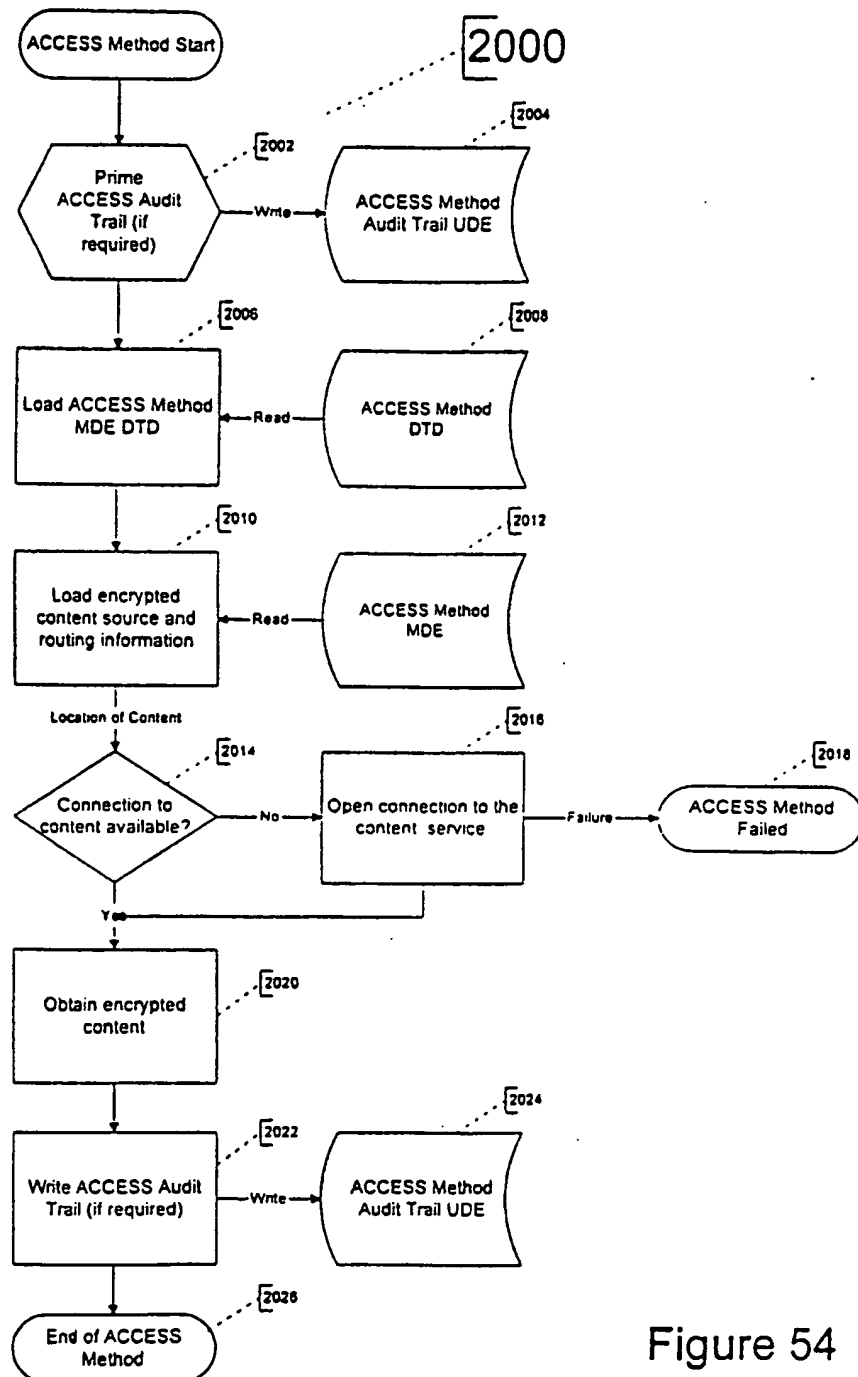 ACCESS Method Start
2000
2002
2004
Prime
ACCESS Audit
Trail (if
required)
Write
ACCESS Method
Audit Trail UDE
2006
2008
Load ACCESS Method
MDE DTD
Read
ACCESS Method
DTD
2010
2012
Load encrypted
content source and
routing information
Read
ACCESS Method
MDE
Location of Content
2014
2016
2018
Connection to
content available?
No
Open connection to the
content service
Failure
ACCESS Method
Failed
Y
2020
Obtain encrypted
content
2022
2024
Write ACCESS Audit
Trail (if required)
Write
ACCESS Method
Audit Trail UDE
2026
End of ACCESS
Method
Figure 54